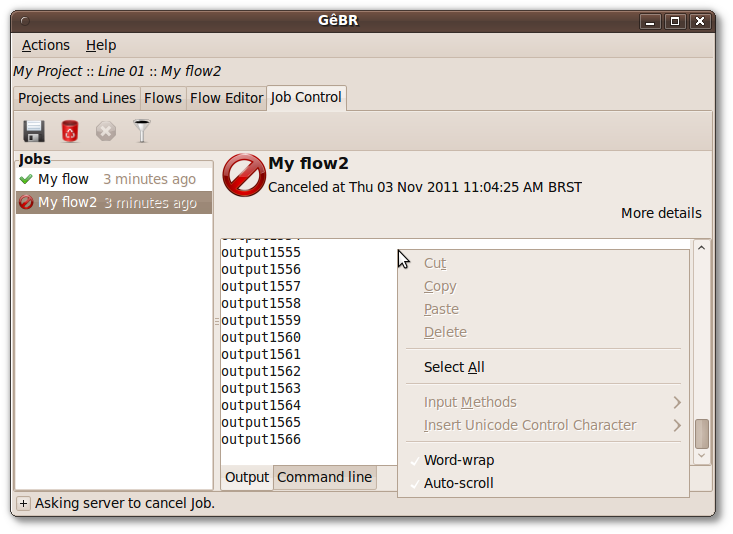 GêBR
Actions Help
My Project :: Line 01 :: My flow2
Projects and Lines Flows Flow Editor Job Control
Jobs
My flow 3 minutes ago
My flow2 3 minutes ago
My flow2
Canceled at Thu 03 Nov 2011 11:04:25 AM BRST
More details
output1555
output1556
output1557
output1558
output1559
output1560
output1561
output1562
output1563
output1564
output1565
output1566
Cut
Copy
Paste
Delete
Select All
Input Methods
Insert Unicode Control Character
Word-wrap
Auto-scroll
Output Command line
Asking server to cancel Job.